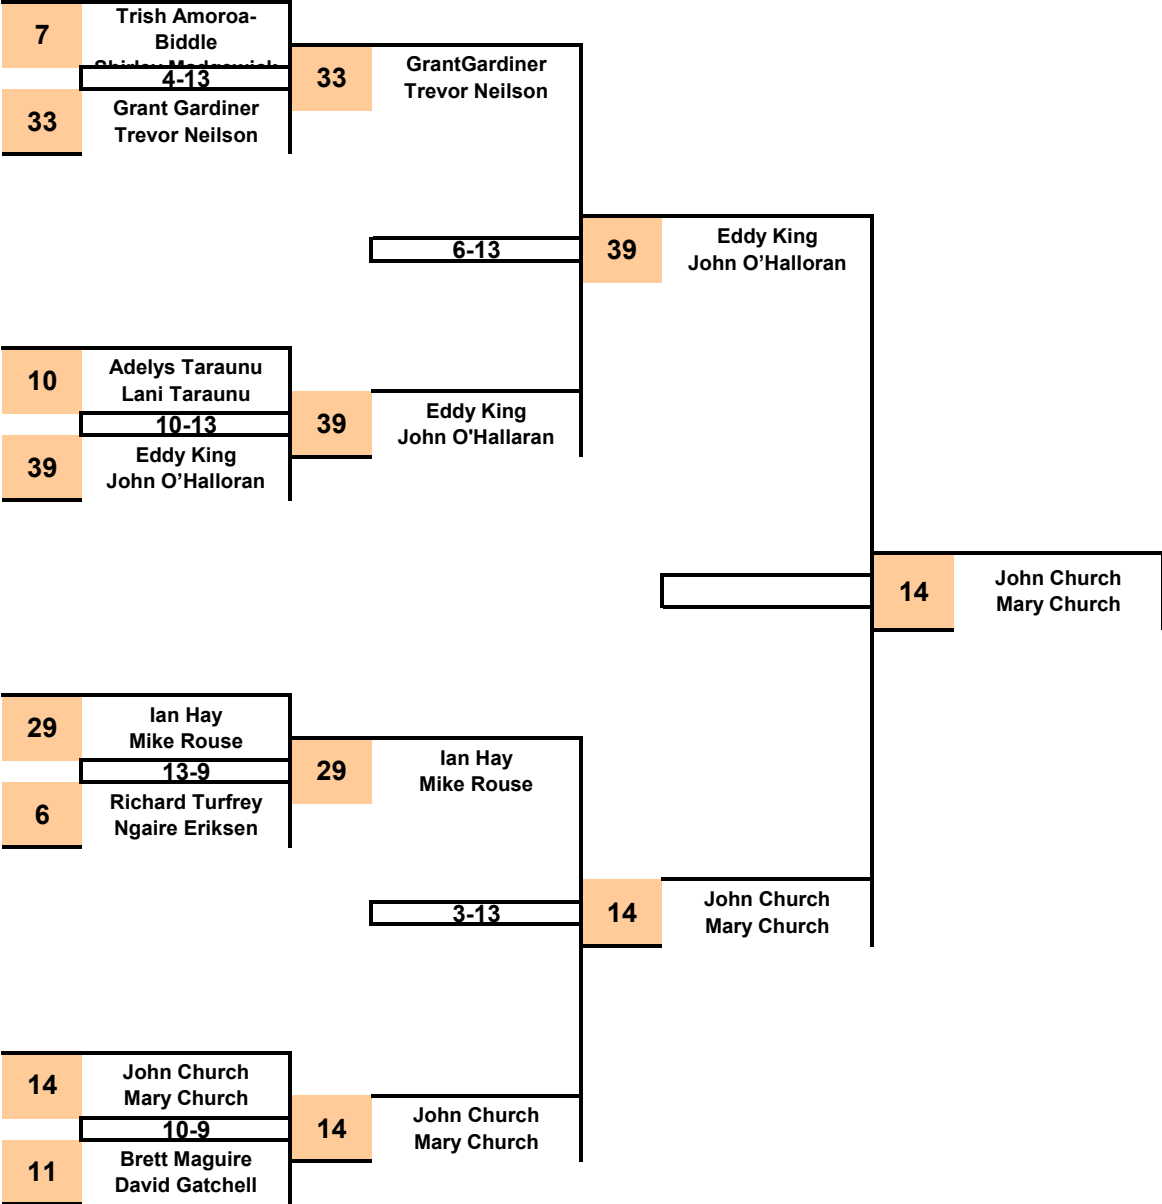 7
Trish Amoroa-
Biddle
4-13
33
Grant Gardiner
Trevor Neilson
33
GrantGardiner
Trevor Neilson
6-13
39
Eddy King
John O’Halloran
10
Adelys Taraunu
Lani Taraunu
10-13
39
Eddy King
John O’Halloran
39
Eddy King
John O'Hallaran
14
John Church
Mary Church
29
Ian Hay
Mike Rouse
13-9
6
Richard Turfrey
Ngaire Eriksen
29
Ian Hay
Mike Rouse
3-13
14
John Church
Mary Church
14
John Church
Mary Church
10-9
11
Brett Maguire
David Gatchell
14
John Church
Mary Church